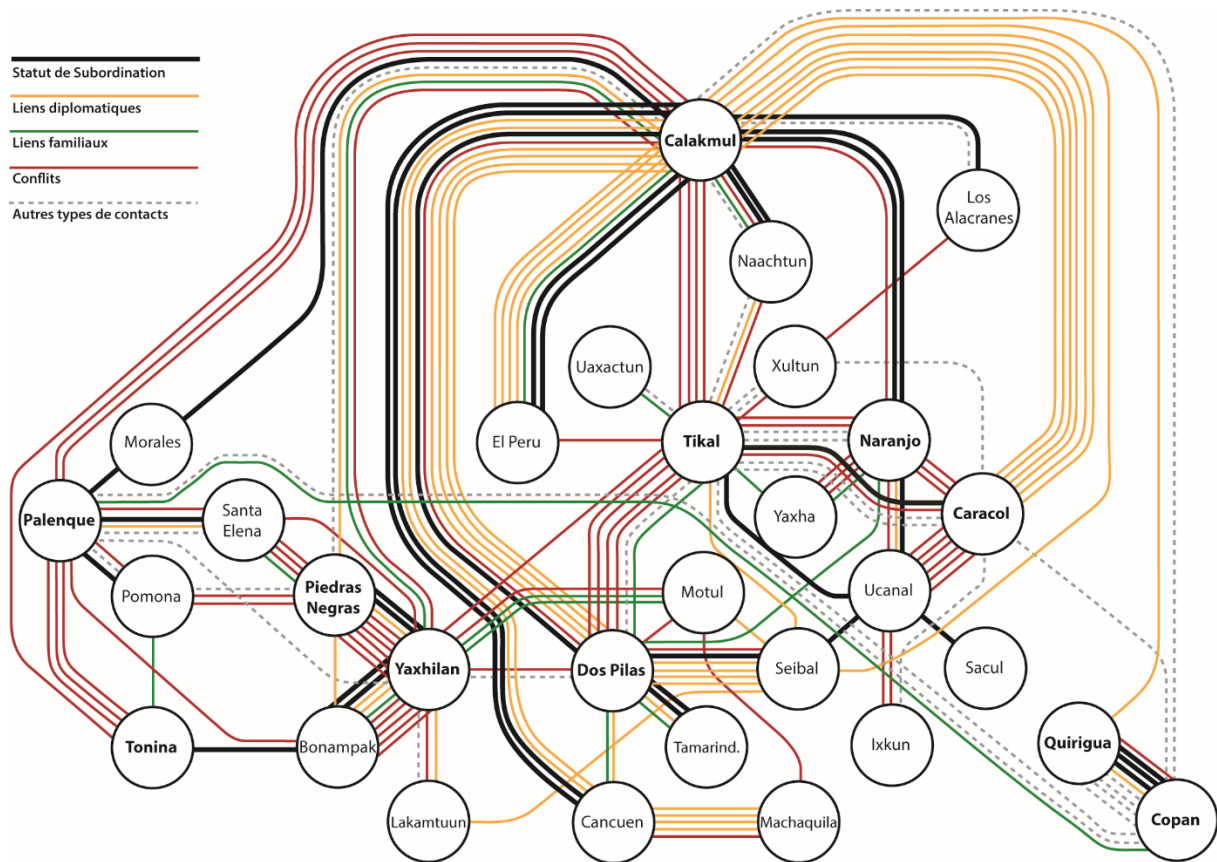 Statut de Subordination
Liens diplomatiques
Liens familiaux
Conflits
Autres types de contacts
Calakmul
Los
Alacranes
Naachtun
Uaxactun
Xultun
Morales
El Peru
Tikal
Naranjo
Palenque
Santa
Elena
Yaxha
Caracol
Pomona
Piedras
Negras
Motul
Ucanal
Yaxhilan
Dos Pilas
Seibal
Sacul
Tonina
Bonampak
Tamarind.
Ixkun
Quirigua
Lakamtuun
Cancuen
Machaquila
Copan